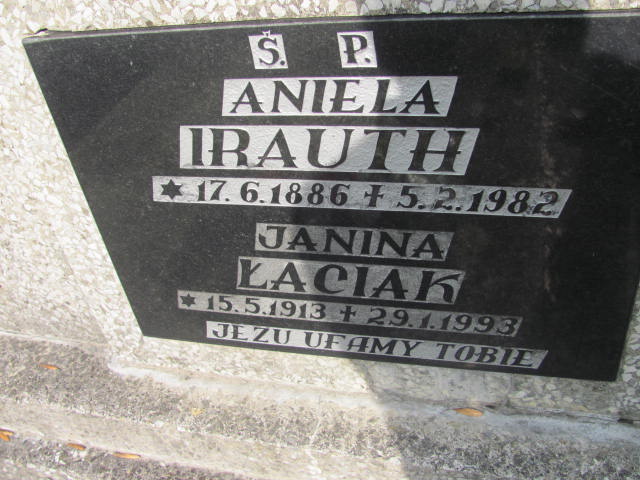 Ś. P.
ANIELA
IRAUTH
✶ 17.6.1886 ✝ 5.2.1982
JANINA
ŁACIAK
✶ 15.5.1913 ✝ 29.1.1993
JEZU UFAMY TOBIE